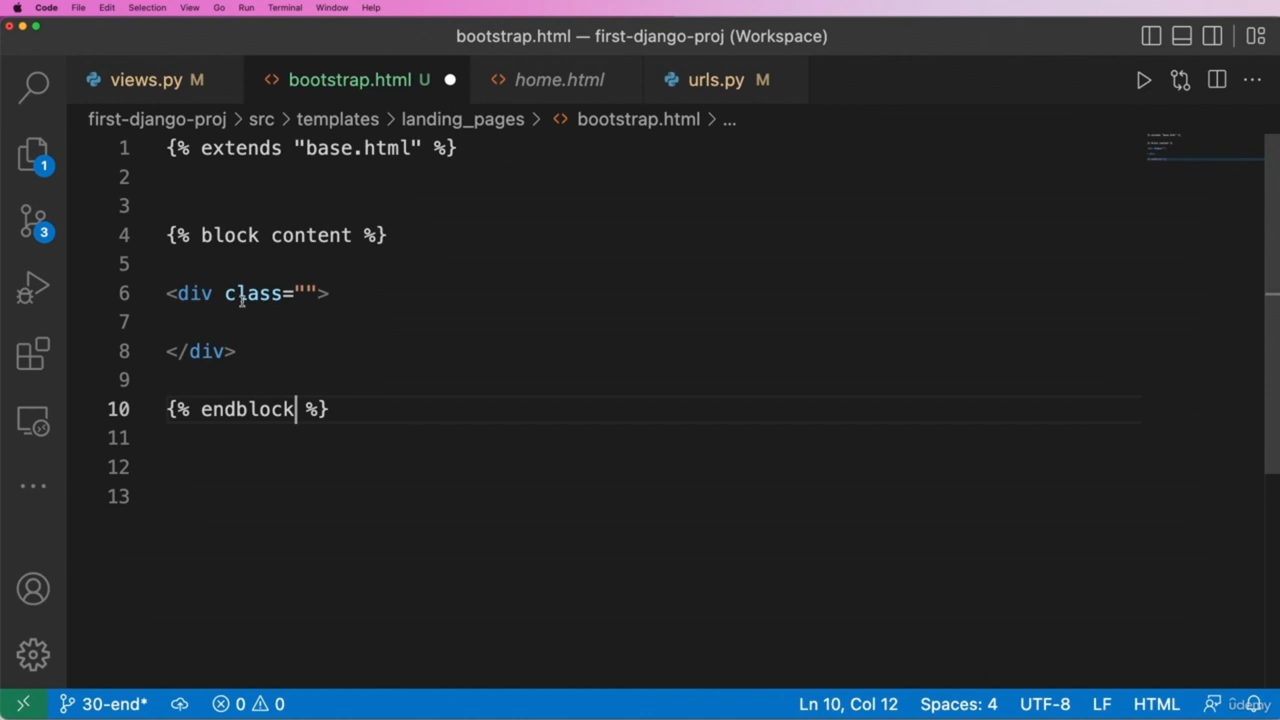 Code File Edit Selection View Go Run Terminal Window Help
bootstrap.html — first-django-proj (Workspace)
views.py M bootstrap.html U home.html urls.py M
first-django-proj > src > templates > landing_pages > bootstrap.html > ...
1 {% extends "base.html" %}
2
3
4 {% block content %}
5
6 <div class="">
7
8 </div>
9
10 {% endblock %}
11
12
13
1
3
30-end* 0 0 Ln 10, Col 12 Spaces: 4 UTF-8 LF HTML
udemy